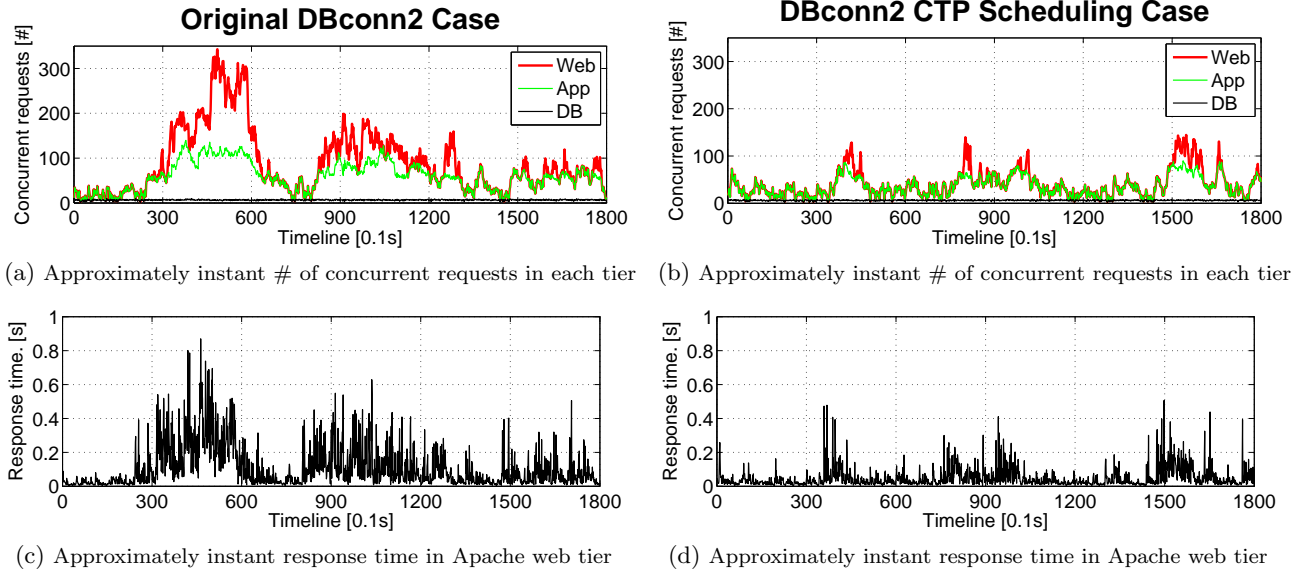 Original DBconn2 Case
Concurrent requests [#]
300
200
100
0
Web
App
DB
0 300 600 900 1200 1500 1800
Timeline [0.1s]
(a) Approximately instant # of concurrent requests in each tier
DBconn2 CTP Scheduling Case
Concurrent requests [#]
300
200
100
0
Web
App
DB
0 300 600 900 1200 1500 1800
Timeline [0.1s]
(b) Approximately instant # of concurrent requests in each tier
Response time. [s]
1
0.8
0.6
0.4
0.2
0
0 300 600 900 1200 1500 1800
Timeline [0.1s]
(c) Approximately instant response time in Apache web tier
Response time. [s]
1
0.8
0.6
0.4
0.2
0
0 300 600 900 1200 1500 1800
Timeline [0.1s]
(d) Approximately instant response time in Apache web tier